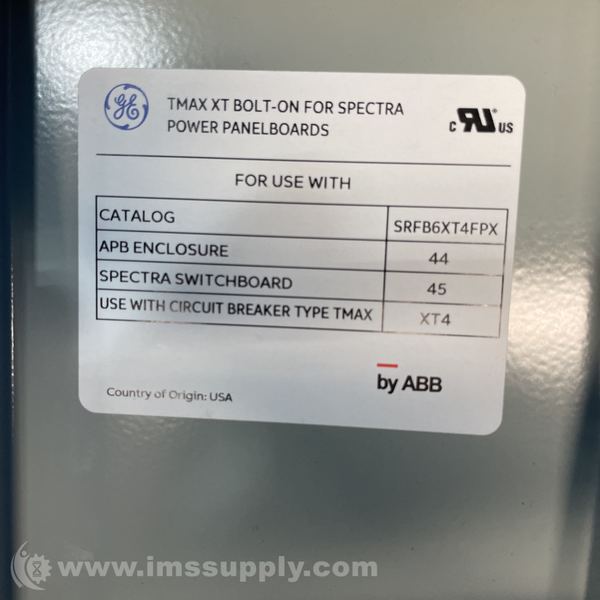 GE
TMAX XT BOLT-ON FOR SPECTRA
POWER PANELBOARDS
C RU US
FOR USE WITH
CATALOG SRFB6XT4FPX
APB ENCLOSURE 44
SPECTRA SWITCHBOARD 45
USE WITH CIRCUIT BREAKER TYPE TMAX XT4
by ABB
Country of Origin: USA
www.imssupply.com